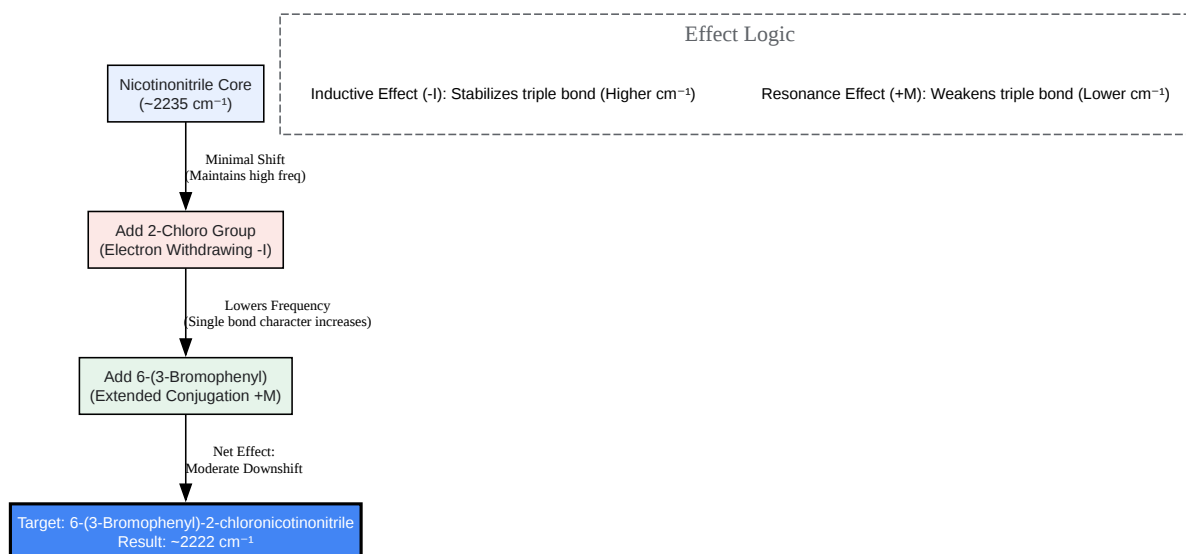 Effect Logic
Inductive Effect (-I): Stabilizes triple bond (Higher cm⁻¹)
Resonance Effect (+M): Weakens triple bond (Lower cm⁻¹)
Nicotinonitrile Core
(~2235 cm⁻¹)
Minimal Shift
(Maintains high freq)
Add 2-Chloro Group
(Electron Withdrawing -I)
Lowers Frequency
(Single bond character increases)
Add 6-(3-Bromophenyl)
(Extended Conjugation +M)
Net Effect:
Moderate Downshift
Target: 6-(3-Bromophenyl)-2-chloronicotinonitrile
Result: ~2222 cm⁻¹